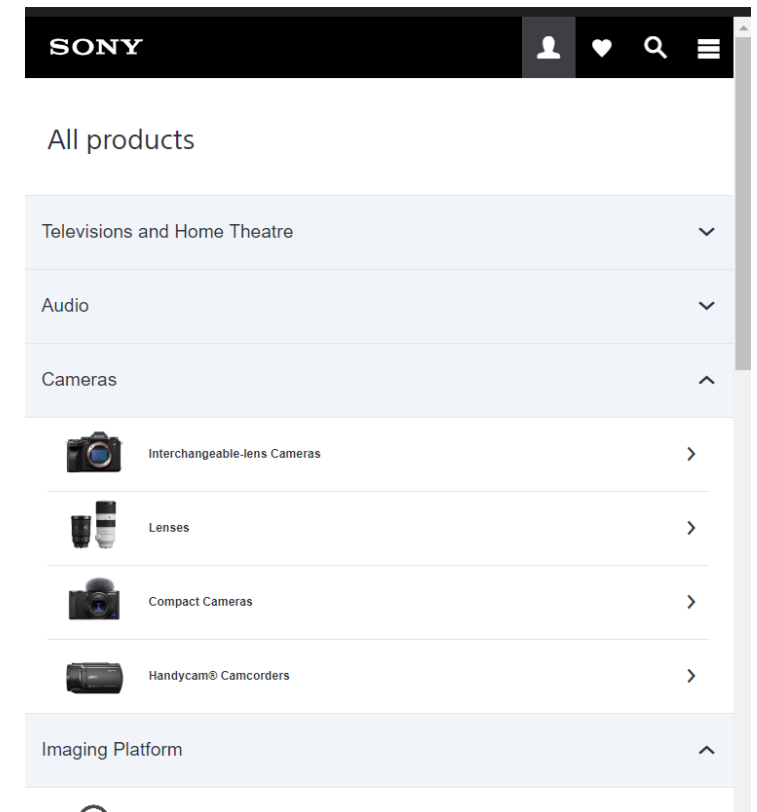 SONY
All products
Televisions and Home Theatre
Audio
Cameras
Interchangeable-lens Cameras
Lenses
Compact Cameras
Handycam® Camcorders
Imaging Platform